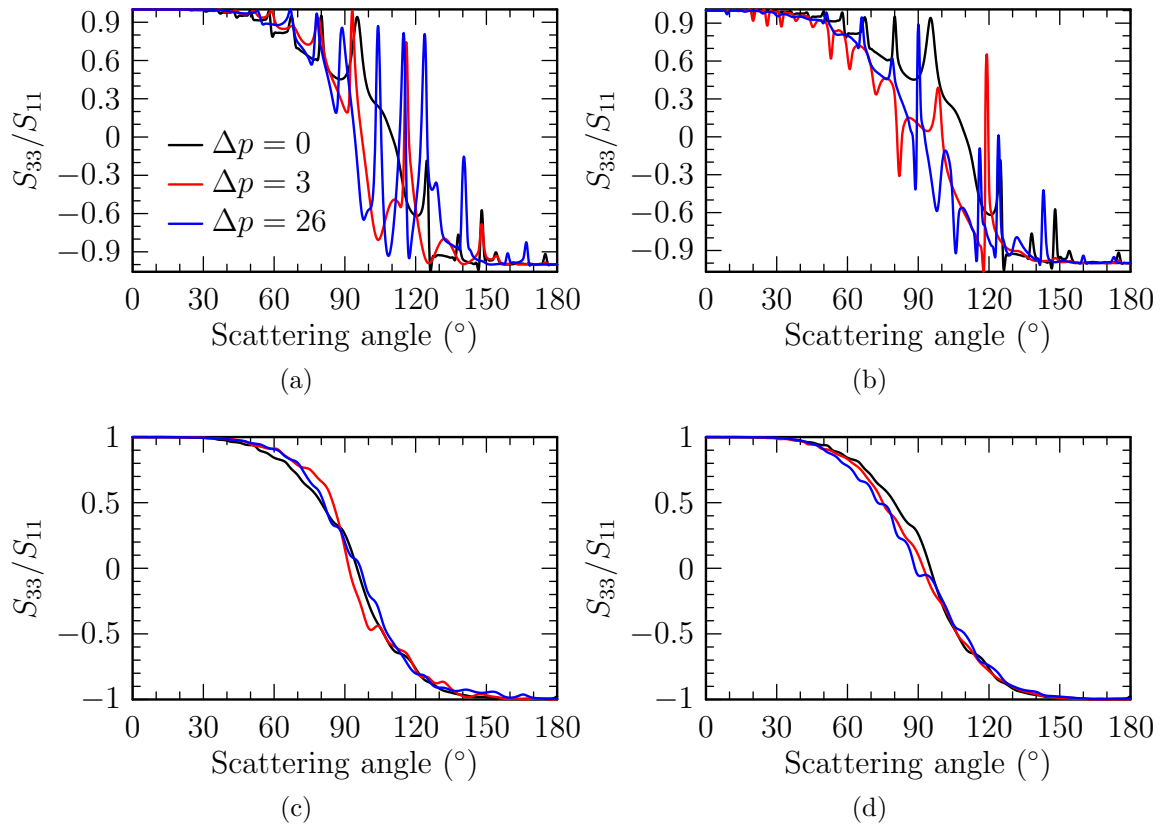 0.9
0.6
0.3
0
−0.3
−0.6
−0.9
S33/S11
Δp = 0
Δp = 3
Δp = 26
0 30 60 90 120 150 180
Scattering angle (°)
(a)
0.9
0.6
0.3
0
−0.3
−0.6
−0.9
S33/S11
0 30 60 90 120 150 180
Scattering angle (°)
(b)
1
0.5
0
−0.5
−1
S33/S11
0 30 60 90 120 150 180
Scattering angle (°)
(c)
1
0.5
0
−0.5
−1
S33/S11
0 30 60 90 120 150 180
Scattering angle (°)
(d)